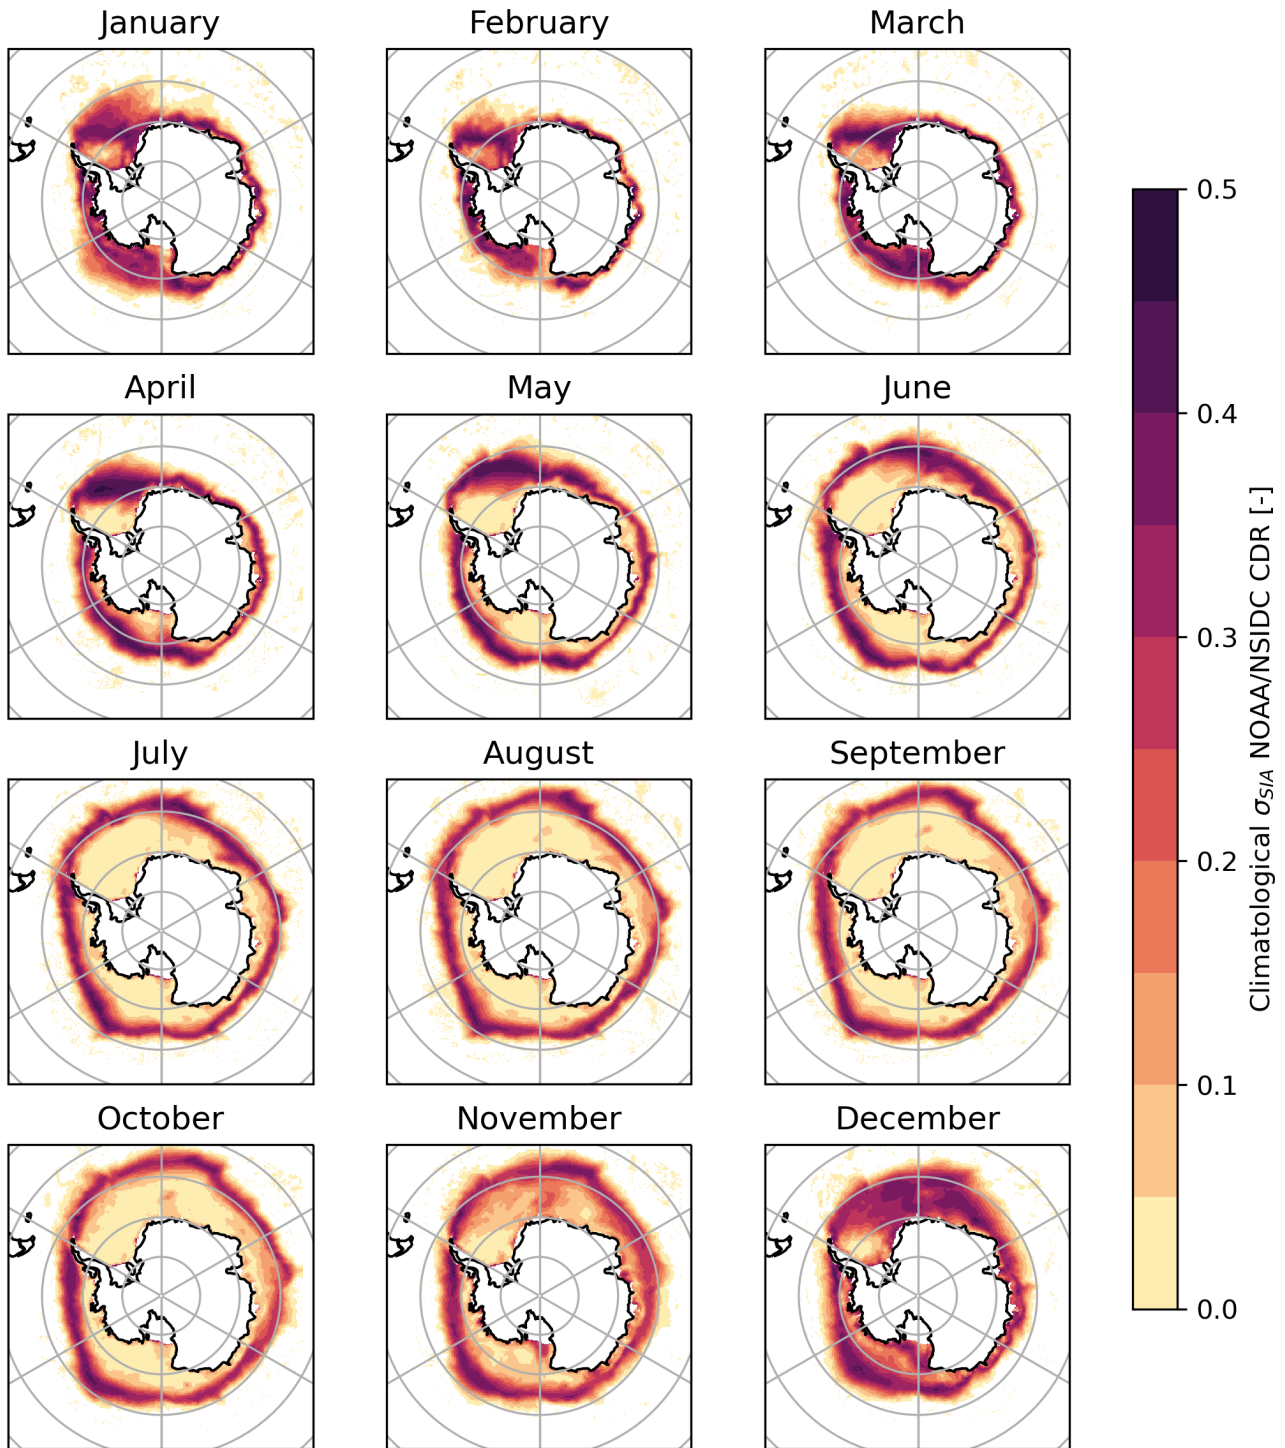 January
February
March
April
May
June
July
August
September
October
November
December
0.5
0.4
0.3
0.2
0.1
0.0
Climatological σSIA NOAA/NSIDC CDR [-]